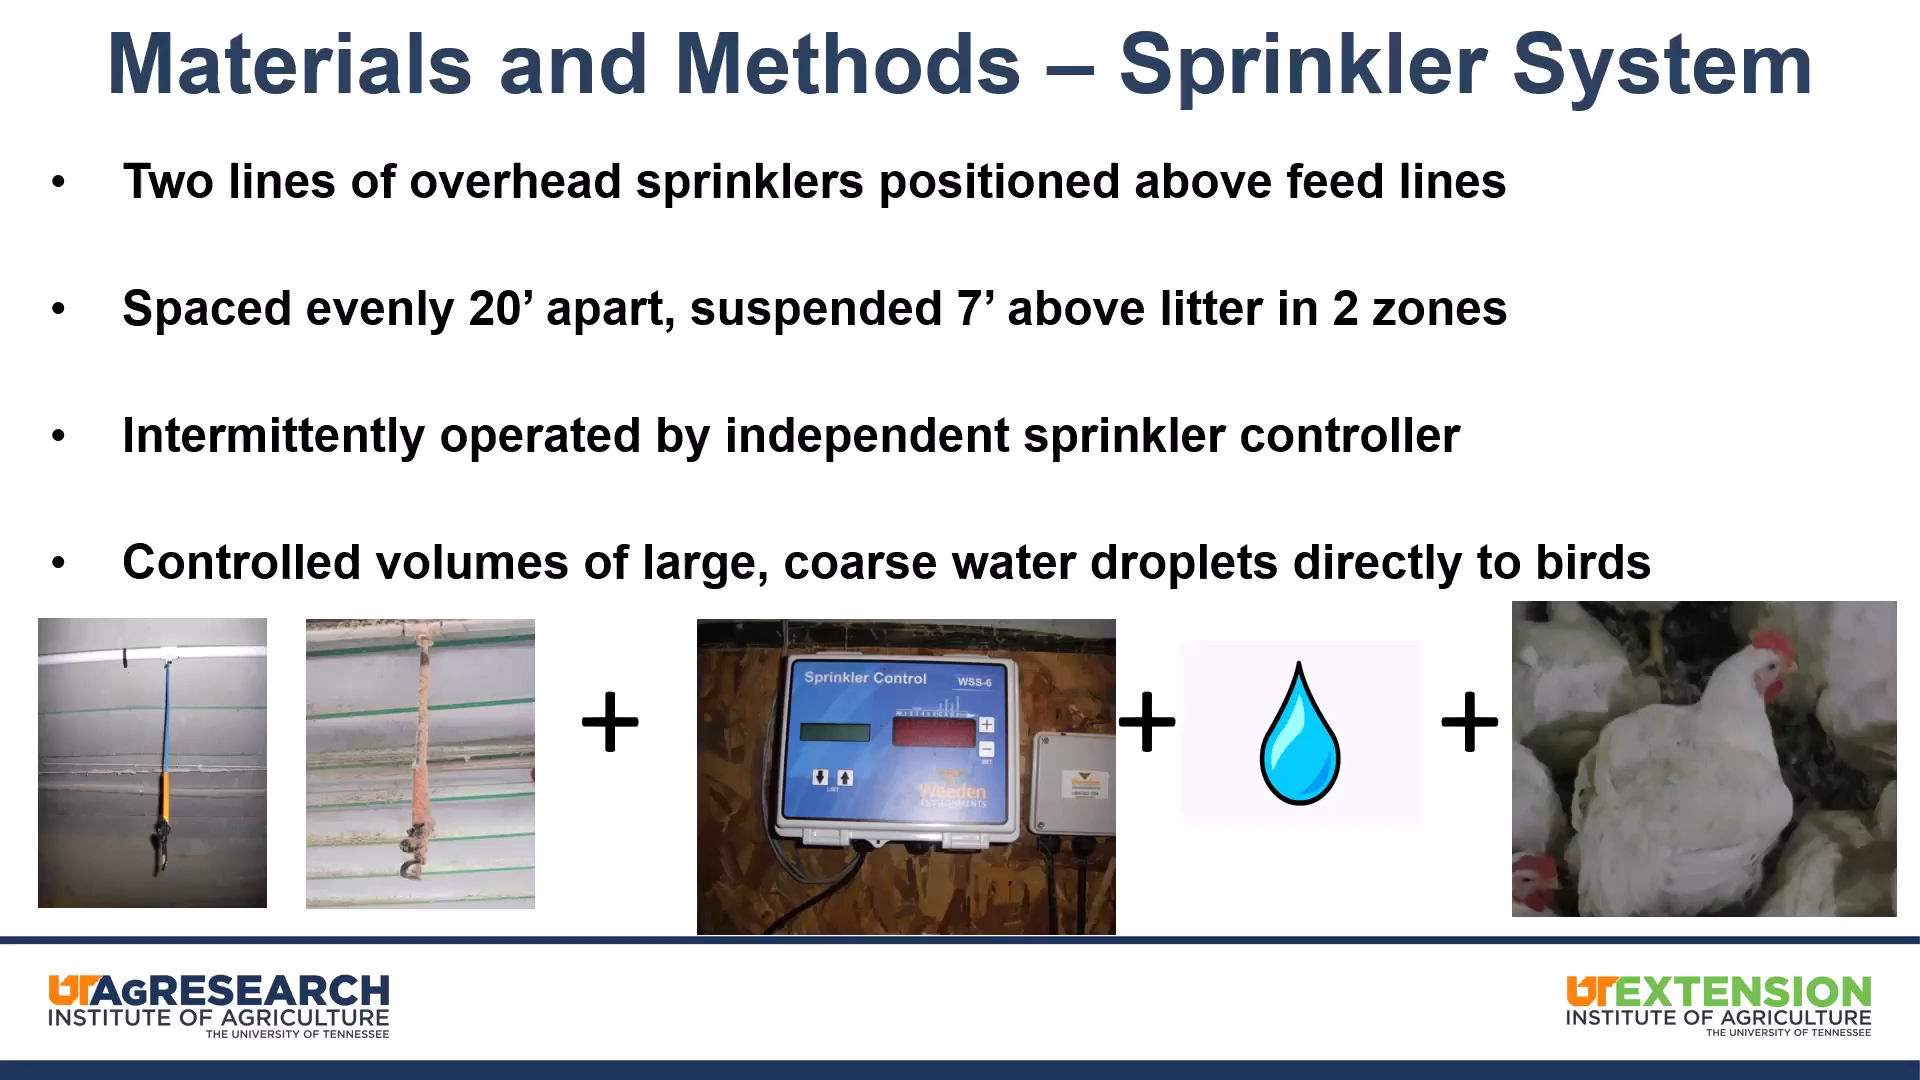 Materials and Methods – Sprinkler System
• Two lines of overhead sprinklers positioned above feed lines
• Spaced evenly 20’ apart, suspended 7’ above litter in 2 zones
• Intermittently operated by independent sprinkler controller
• Controlled volumes of large, coarse water droplets directly to birds
+
Sprinkler Control WSS-6
+
−
Weeden
ENVIRONMENTS
+
+
UTAGRESEARCH
INSTITUTE OF AGRICULTURE
THE UNIVERSITY OF TENNESSEE
UTEXTENSION
INSTITUTE OF AGRICULTURE
THE UNIVERSITY OF TENNESSEE